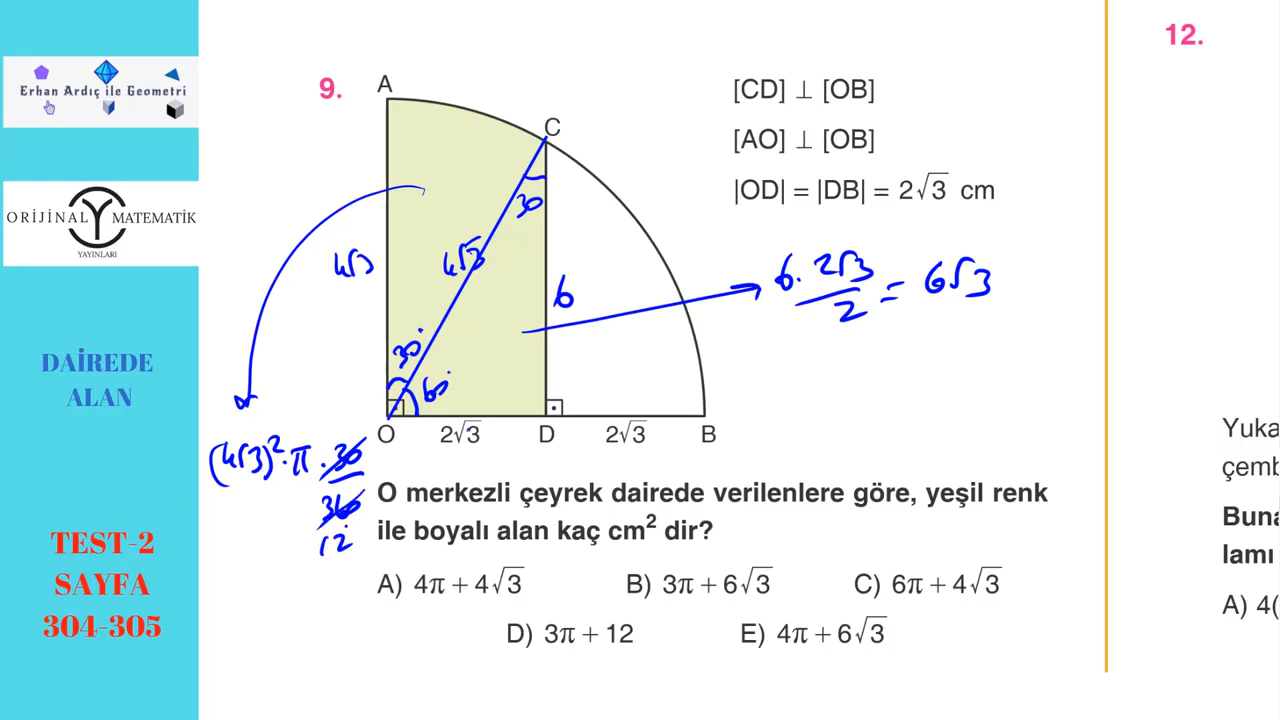 Erhan Ardıç ile Geometri
ORİJİNAL Y MATEMATİK
YAYINLARI
DAİREDE
ALAN
TEST-2
SAYFA
304-305
9.
A
C
30
4√3
4√3
6
30°
60°
O
2√3
D
2√3
B
[CD] ⊥ [OB]
[AO] ⊥ [OB]
|OD| = |DB| = 2√3 cm
6·2√3/2 = 6√3
(4√3)²·π·30/360
12
O merkezli çeyrek dairede verilenlere göre, yeşil renk
ile boyalı alan kaç cm² dir?
A) 4π + 4√3 B) 3π + 6√3 C) 6π + 4√3
D) 3π + 12 E) 4π + 6√3
12.
Yuka
çemb
Buna
lamı
A) 4(